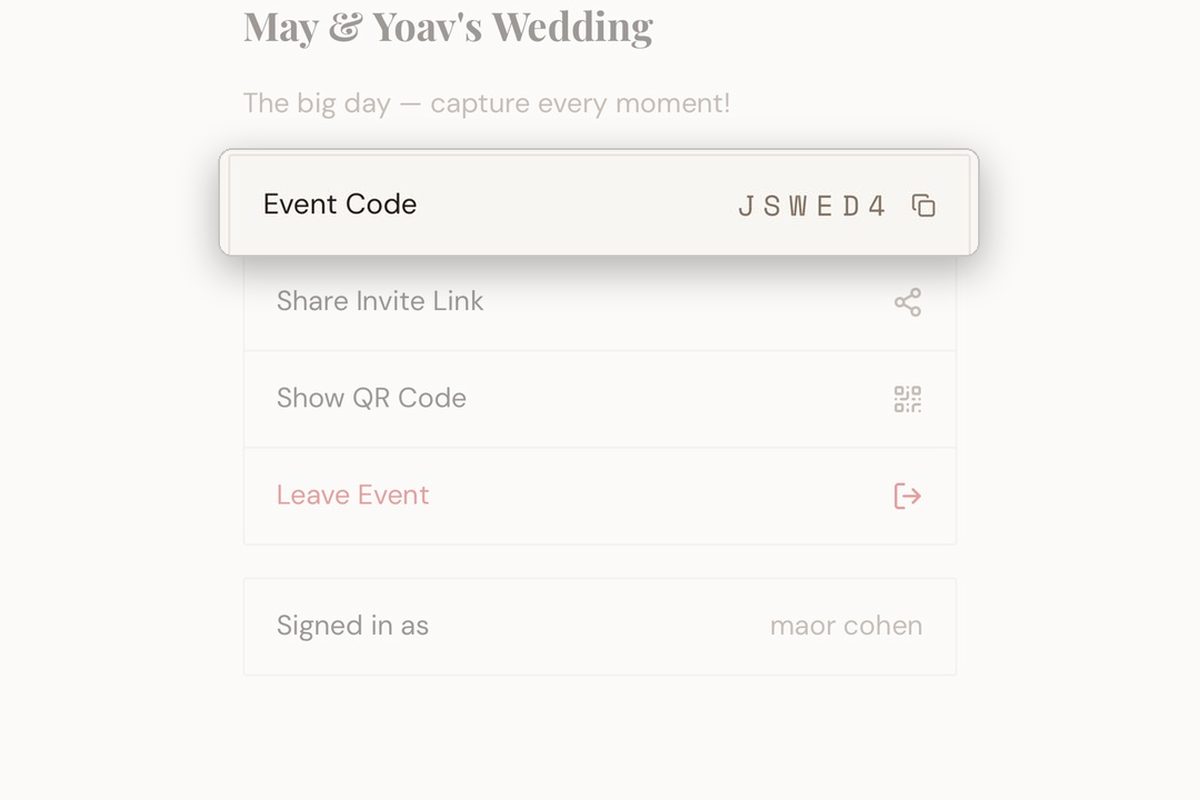 May & Yoav's Wedding
The big day — capture every moment!
Event Code JSWED4
Share Invite Link
Show QR Code
Leave Event
Signed in as maor cohen